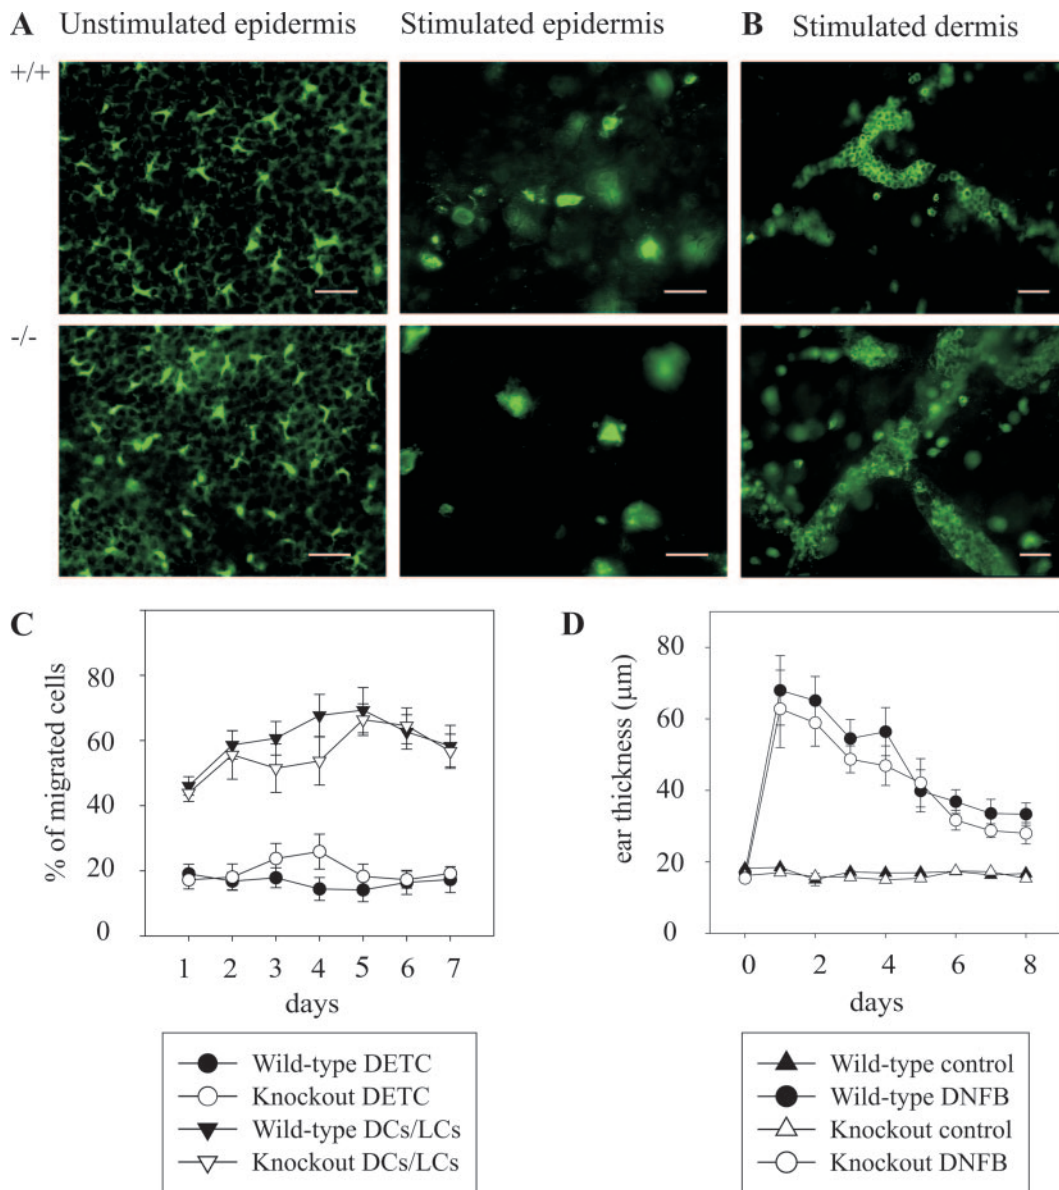 A Unstimulated epidermis Stimulated epidermis B Stimulated dermis
+/+
-/-
C
% of migrated cells
80
60
40
20
0
1 2 3 4 5 6 7
days
Wild-type DETC
Knockout DETC
Wild-type DCs/LCs
Knockout DCs/LCs
D
ear thickness (μm)
80
60
40
20
0
0 2 4 6 8
days
Wild-type control
Wild-type DNFB
Knockout control
Knockout DNFB